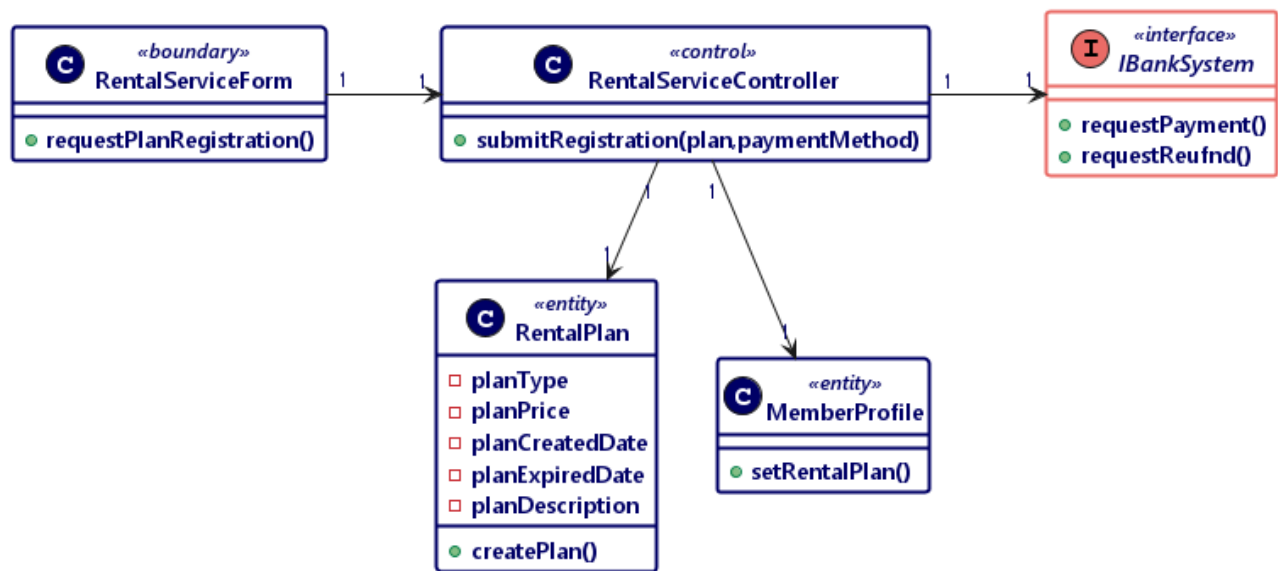 «boundary»
C
RentalServiceForm
requestPlanRegistration()
1
1
«control»
C
RentalServiceController
submitRegistration(plan,paymentMethod)
1
1
«interface»
I
IBankSystem
requestPayment()
requestReufnd()
1
1
1
1
«entity»
C
RentalPlan
planType
planPrice
planCreatedDate
planExpiredDate
planDescription
createPlan()
«entity»
C
MemberProfile
setRentalPlan()